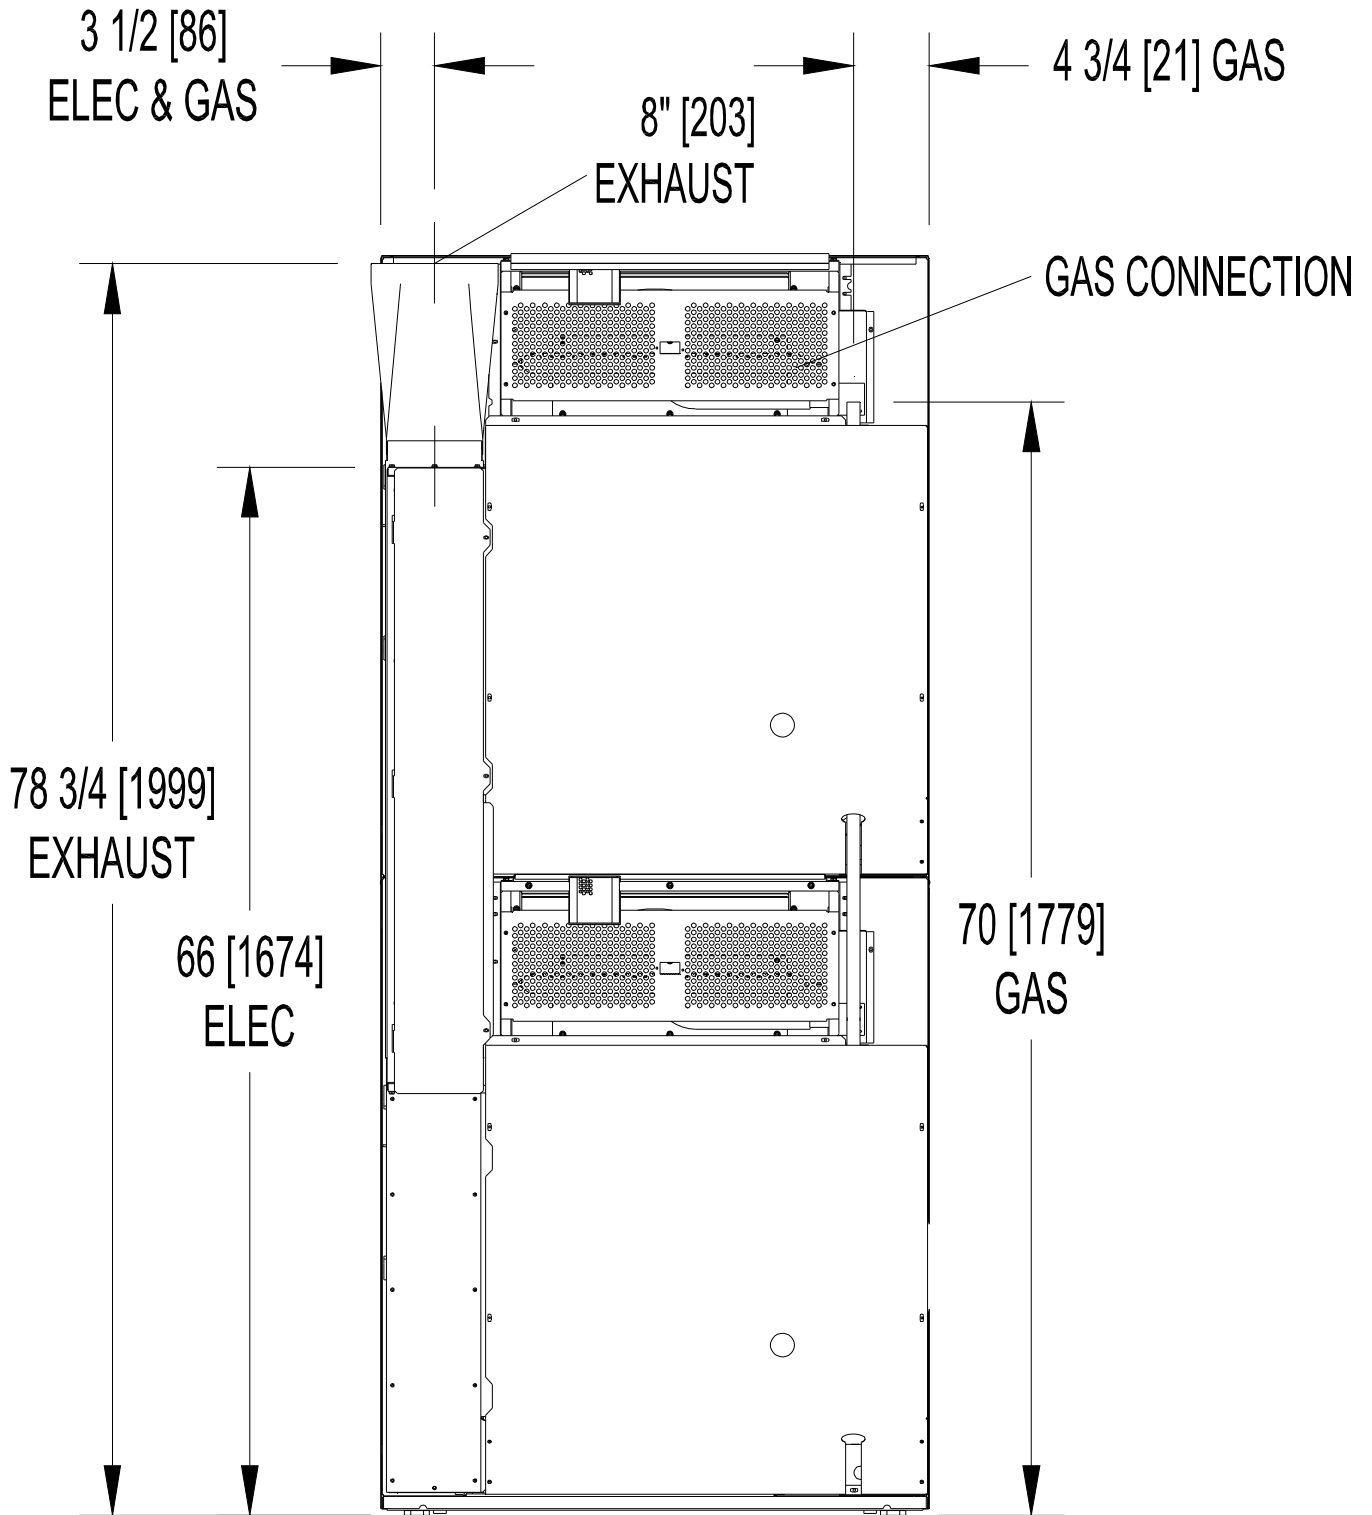 3 1/2 [86]
ELEC & GAS
4 3/4 [21] GAS
8" [203]
EXHAUST
GAS CONNECTION
78 3/4 [1999]
EXHAUST
66 [1674]
ELEC
70 [1779]
GAS